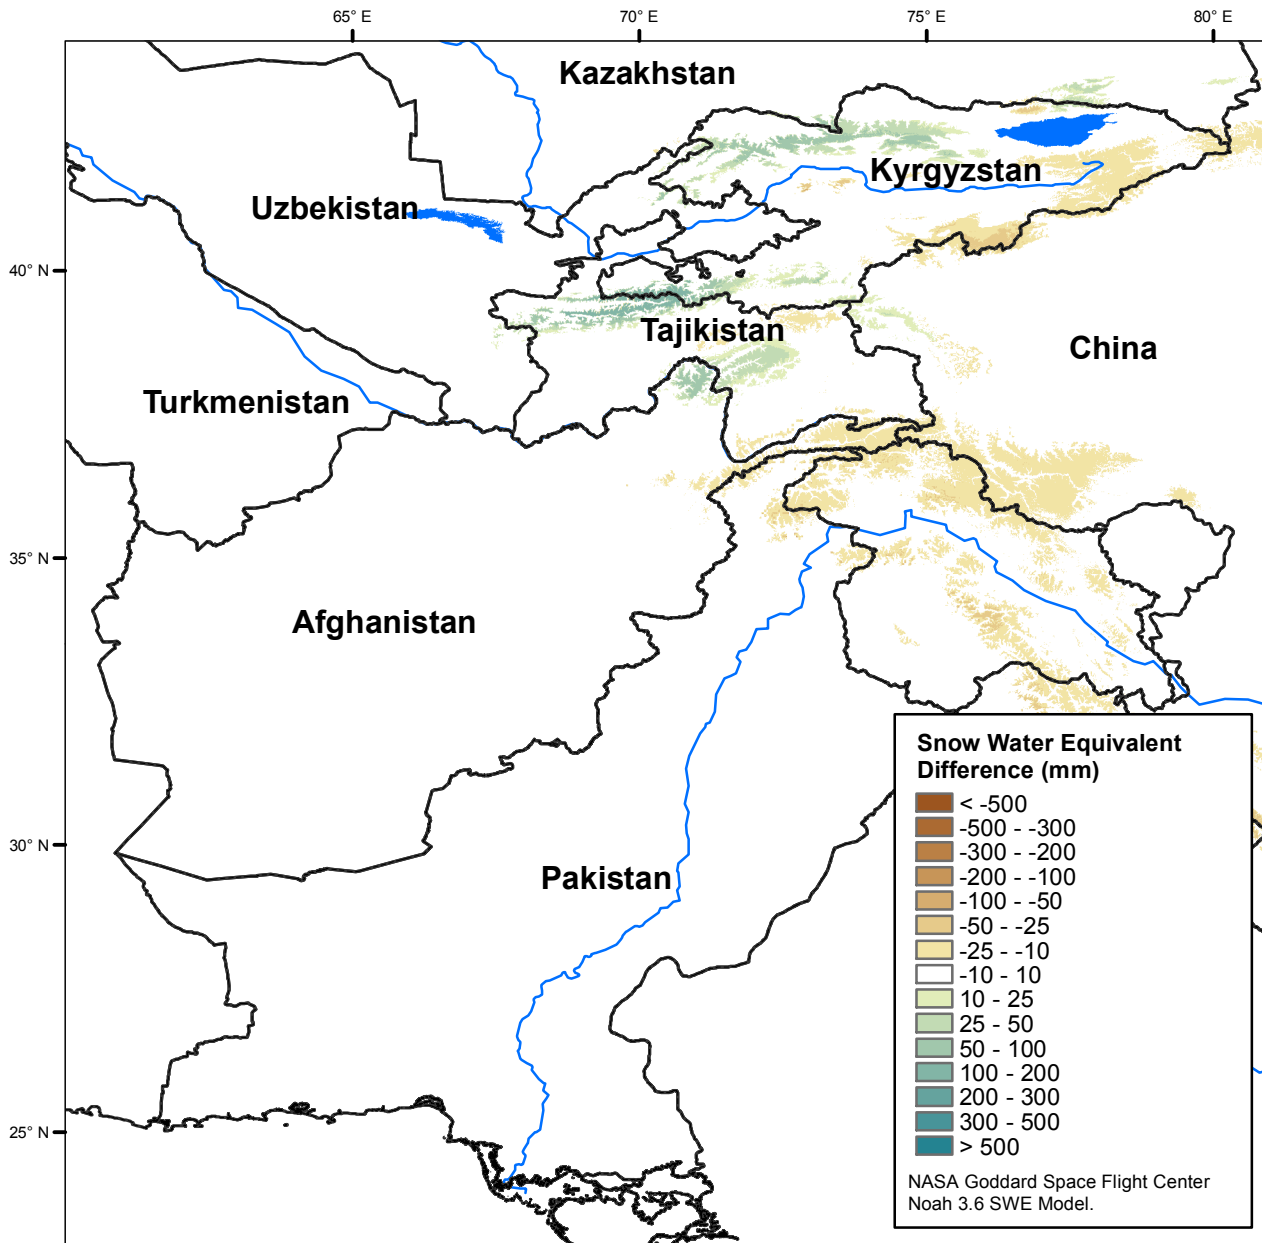 65° E
70° E
75° E
80° E
Kazakhstan
Kyrgyzstan
Uzbekistan
40° N
Tajikistan
China
Turkmenistan
35° N
Afghanistan
Snow Water Equivalent
Difference (mm)
< -500
-500 - -300
-300 - -200
-200 - -100
-100 - -50
-50 - -25
-25 - -10
-10 - 10
10 - 25
25 - 50
50 - 100
100 - 200
200 - 300
300 - 500
> 500
NASA Goddard Space Flight Center
Noah 3.6 SWE Model.
30° N
Pakistan
25° N